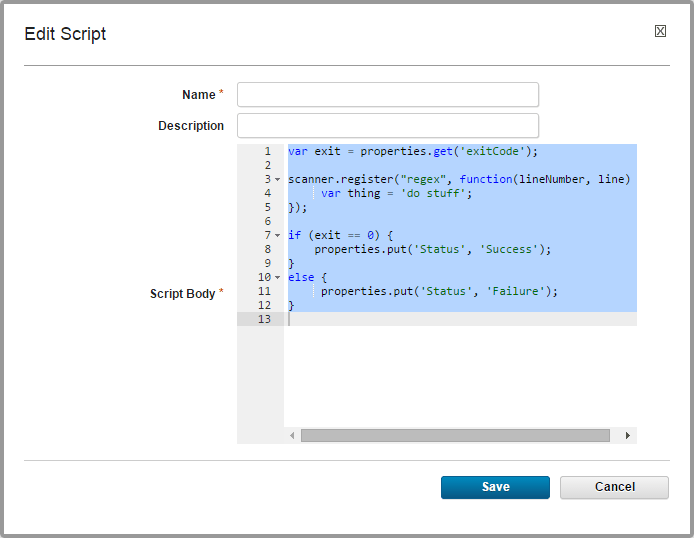 Edit Script
Name *
Description
Script Body *
1 var exit = properties.get('exitCode');
2
3 scanner.register("regex", function(lineNumber, line)
4 var thing = 'do stuff';
5 });
6
7 if (exit == 0) {
8 properties.put('Status', 'Success');
9 }
10 else {
11 properties.put('Status', 'Failure');
12 }
13
Save
Cancel